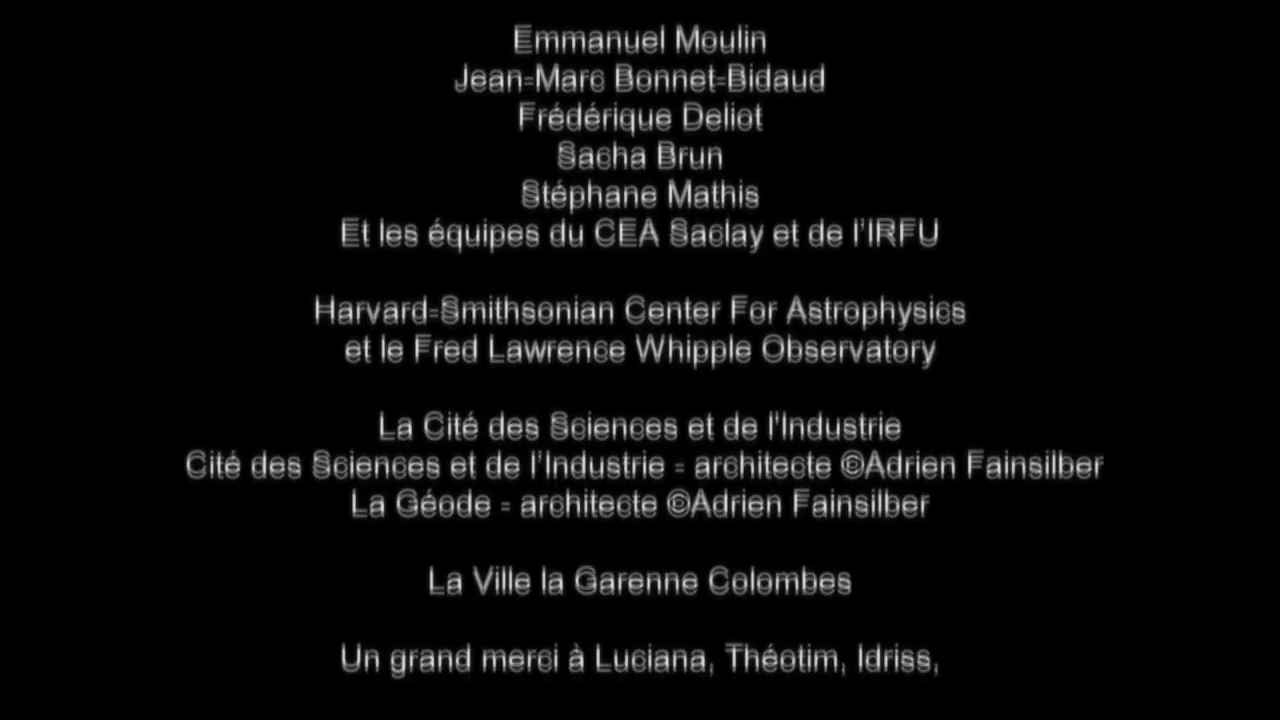 Emmanuel Moulin
Jean-Marc Bonnet-Bidaud
Frédérique Deliot
Sacha Brun
Stéphane Mathis
Et les équipes du CEA Saclay et de l'IRFU
Harvard-Smithsonian Center For Astrophysics
et le Fred Lawrence Whipple Observatory
La Cité des Sciences et de l'Industrie
Cité des Sciences et de l'Industrie - architecte ©Adrien Fainsilber
La Géode - architecte ©Adrien Fainsilber
La Ville la Garenne Colombes
Un grand merci à Luciana, Théotim, Idriss,